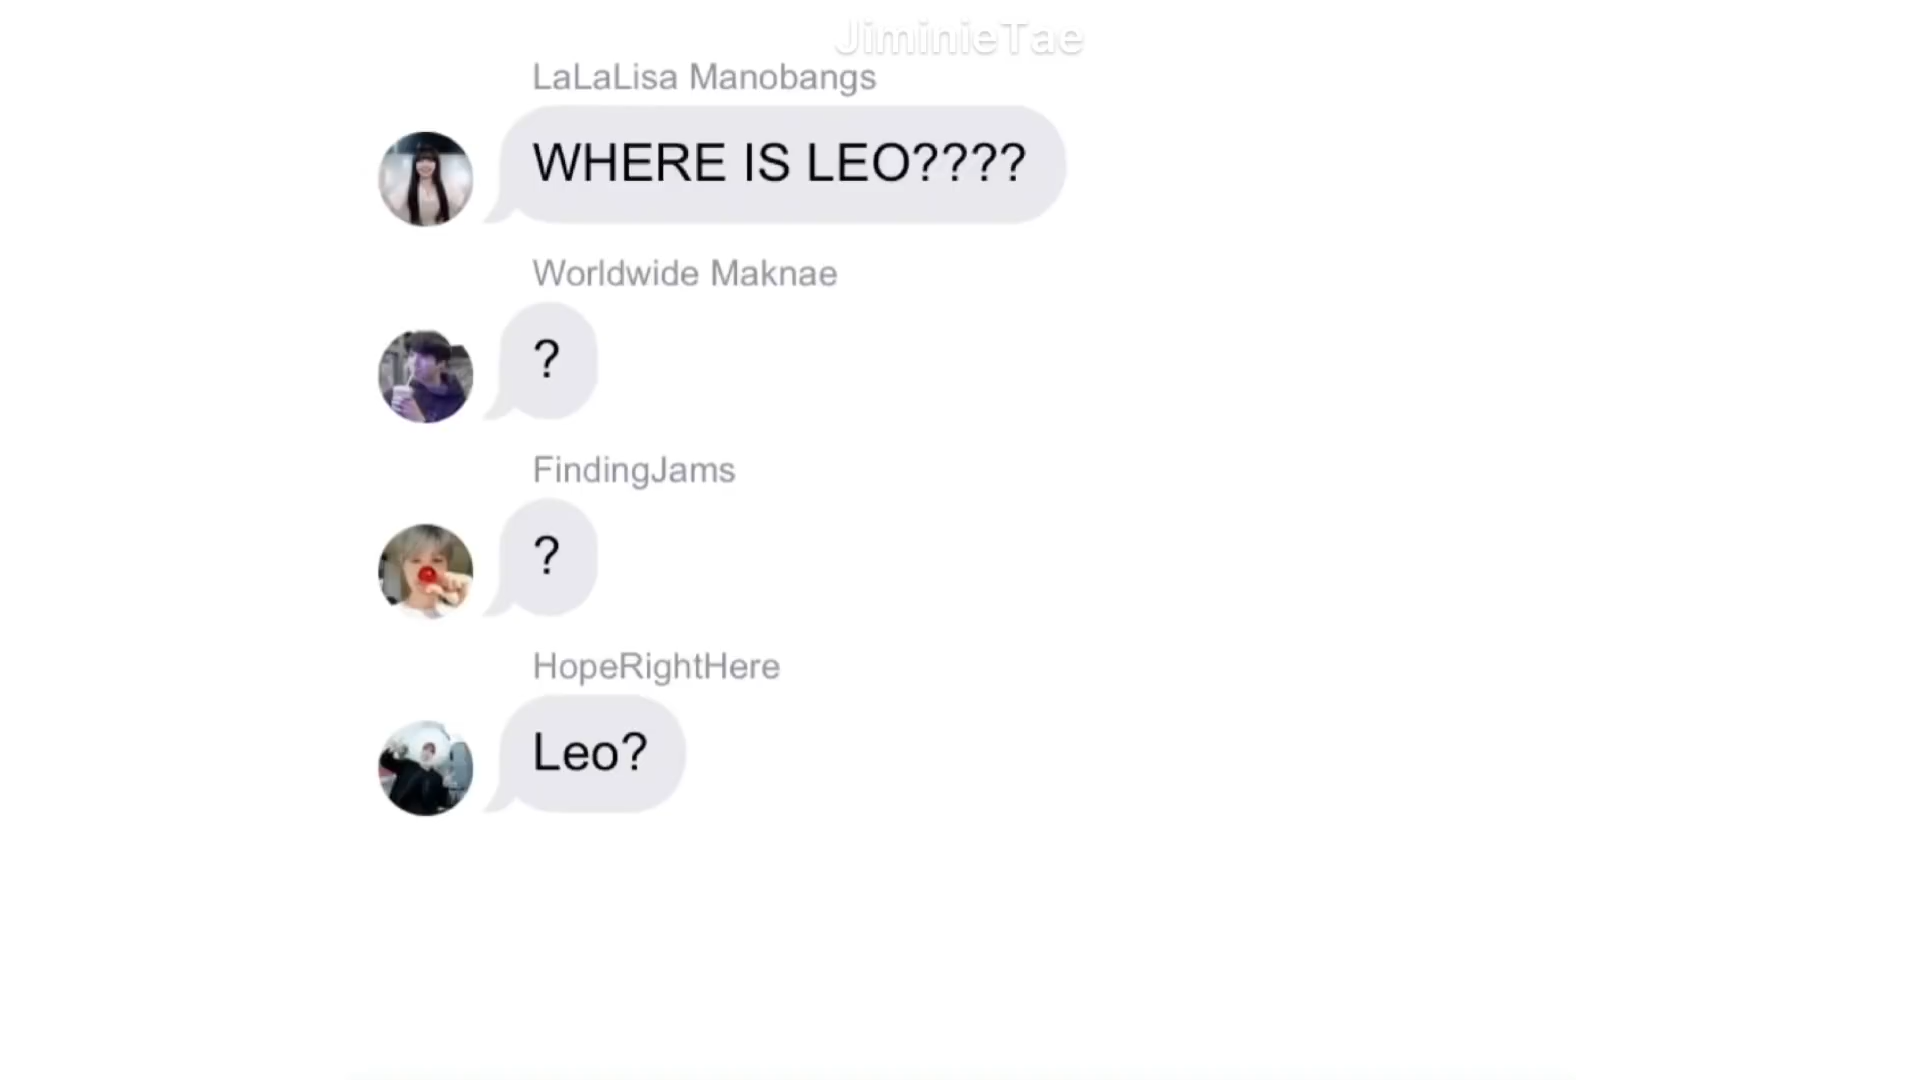 JiminieTae
LaLaLisa Manobangs
WHERE IS LEO????
Worldwide Maknae
?
FindingJams
?
HopeRightHere
Leo?